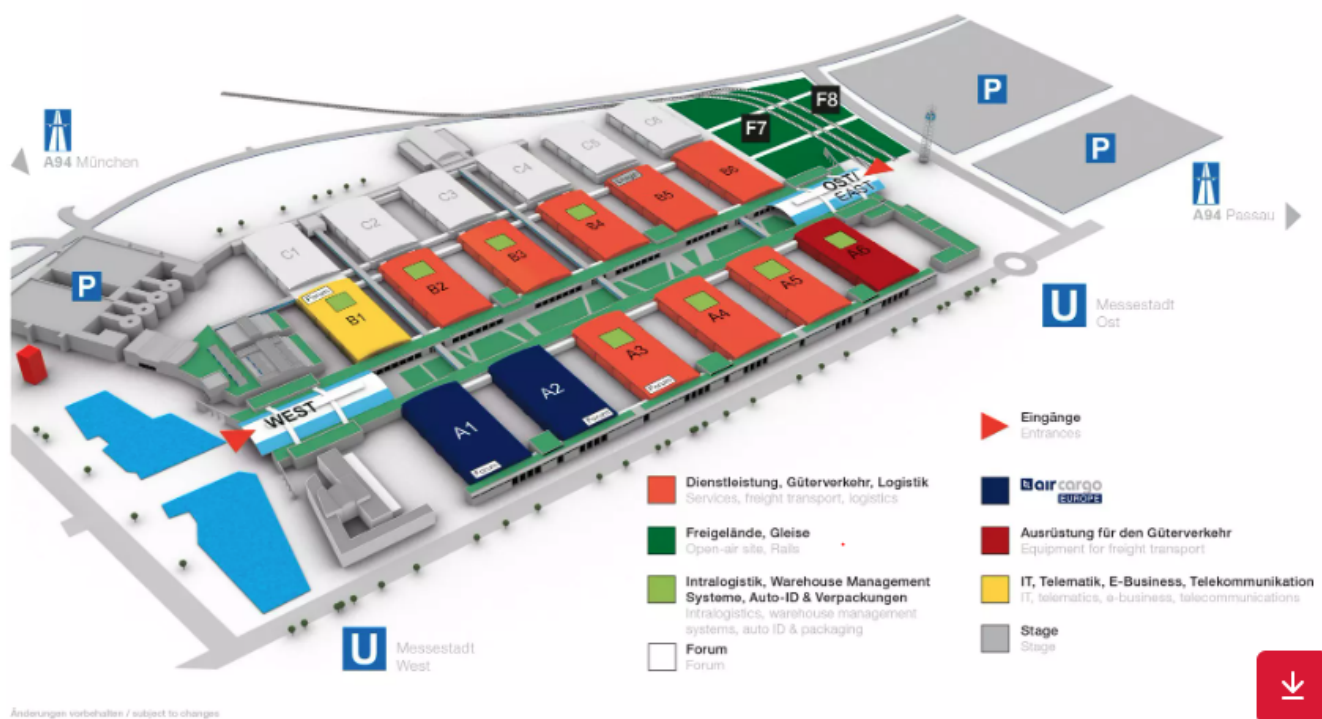 P
F8
F7
P
A94 München
C6
C5
C4
C3
C2
C1
B6
Stage
B5
B4
B3
B2
Forum
B1
OST/
EAST
A94 Passau
P
A6
A5
A4
A3
Forum
A2
Forum
A1
Forum
WEST
U
Messestadt
Ost
U
Messestadt
West
Dienstleistung, Güterverkehr, Logistik
Services, freight transport, logistics
Freigelände, Gleise
Open-air site, Rails
Intralogistik, Warehouse Management
Systeme, Auto-ID & Verpackungen
Intralogistics, warehouse management
systems, auto ID & packaging
Forum
Forum
Eingänge
Entrances
air cargo
EUROPE
Ausrüstung für den Güterverkehr
Equipment for freight transport
IT, Telematik, E-Business, Telekommunikation
IT, telematics, e-business, telecommunications
Stage
Stage
Änderungen vorbehalten / subject to changes